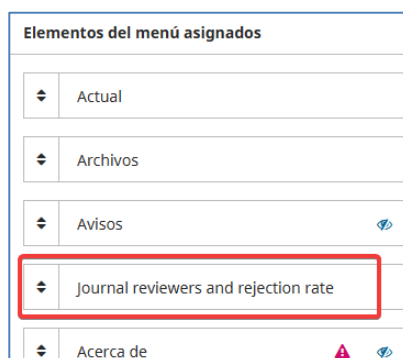 Elementos del menú asignados
Actual
Archivos
Avisos
Journal reviewers and rejection rate
Acerca de